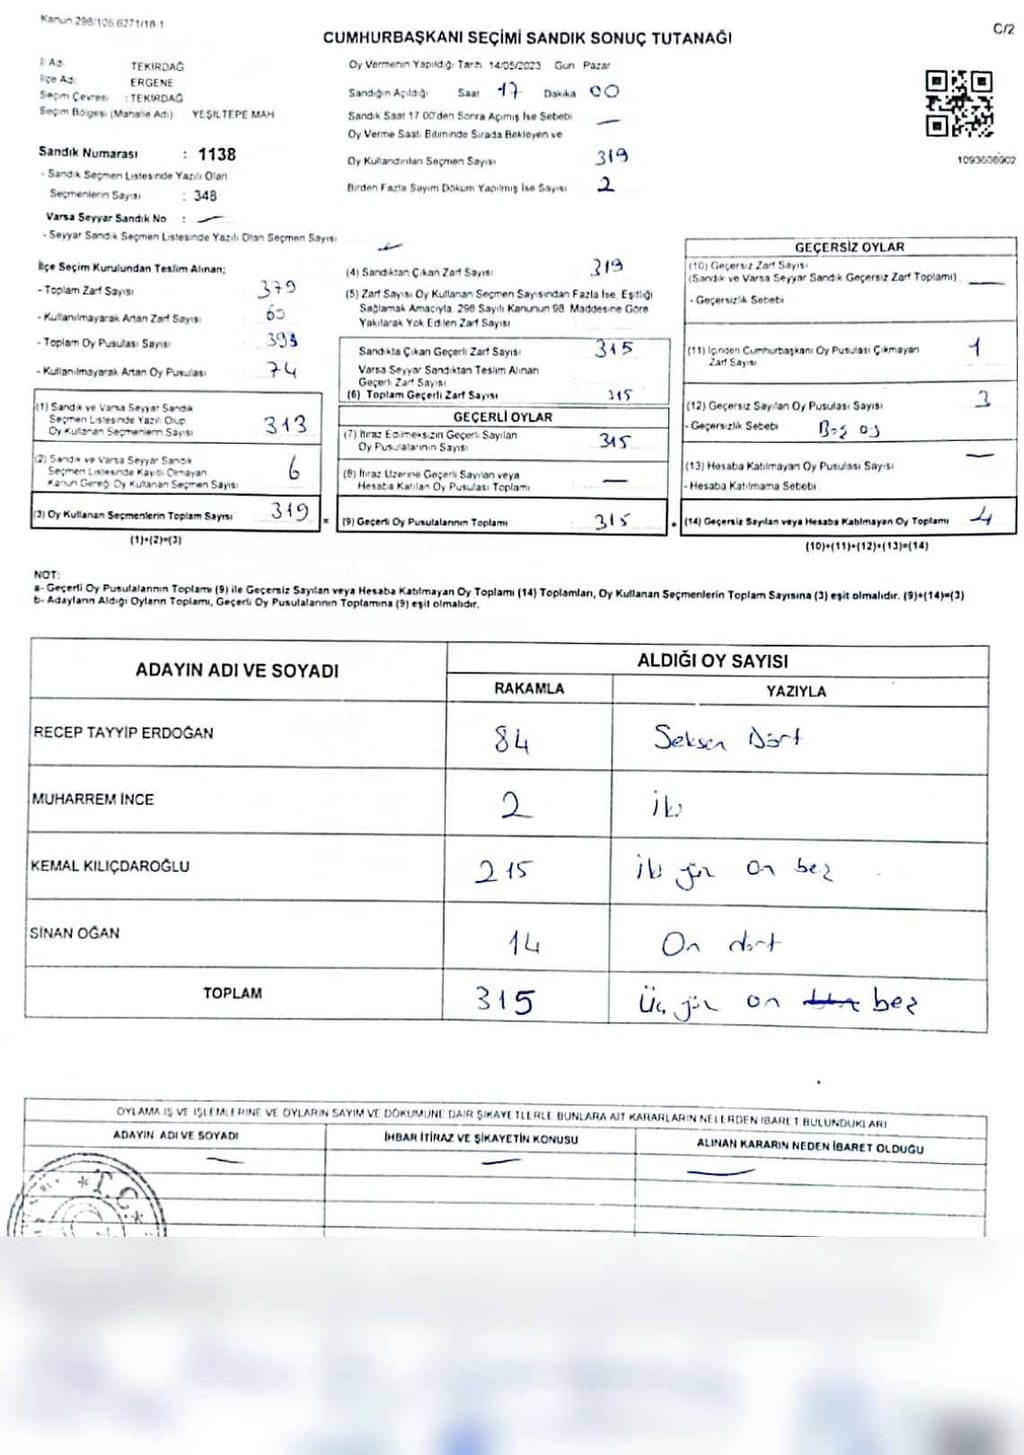 Kanun 298/105 6271/18-1
C/2
CUMHURBAŞKANI SEÇİMİ SANDIK SONUÇ TUTANAĞI
İl Adı TEKİRDAĞ
İlçe Adı ERGENE
Seçim Çevresi : TEKİRDAĞ
Seçim Bölgesi (Mahalle Adı) YEŞİLTEPE MAH
Sandık Numarası : 1138
- Sandık Seçmen Listesinde Yazılı Olan
Seçmenlerin Sayısı : 348
Varsa Seyyar Sandık No : —
- Seyyar Sandık Seçmen Listesinde Yazılı Olan Seçmen Sayısı —
Oy Vermenin Yapıldığı Tarih 14/05/2023 Gün Pazar
Sandığın Açıldığı Saat 17 Dakika 00
Sandık Saat 17 00'den Sonra Açımış İse Sebebi —
Oy Verme Saati Bitiminde Sırada Bekleyen ve
Oy Kullandırılan Seçmen Sayısı 319
Birden Fazla Sayım Döküm Yapılmış İse Sayısı 2
1093606902
İlçe Seçim Kurulundan Teslim Alınan;
- Toplam Zarf Sayısı 379
- Kullanılmayarak Artan Zarf Sayısı 60
- Toplam Oy Pusulası Sayısı 393
- Kullanılmayarak Artan Oy Pusulası 74
(1) Sandık ve Varsa Seyyar Sandık
Seçmen Listesinde Yazılı Olup
Oy Kullanan Seçmenlerin Sayısı 313
(2) Sandık ve Varsa Seyyar Sandık
Seçmen Listesinde Kayıtlı Olmayan
Kanun Gereği Oy Kullanan Seçmen Sayısı 6
(3) Oy Kullanan Seçmenlerin Toplam Sayısı 319 =
(1)+(2)=(3)
(4) Sandıktan Çıkan Zarf Sayısı 319
(5) Zarf Sayısı Oy Kullanan Seçmen Sayısından Fazla İse, Eşitliği
Sağlamak Amacıyla, 298 Sayılı Kanunun 98. Maddesine Göre
Yakılarak Yok Edilen Zarf Sayısı
Sandıkta Çıkan Geçerli Zarf Sayısı 315
Varsa Seyyar Sandıktan Teslim Alınan
Geçerli Zarf Sayısı
(6) Toplam Geçerli Zarf Sayısı 315
GEÇERLİ OYLAR
(7) İtiraz Edilmeksizin Geçerli Sayılan
Oy Pusulalarının Sayısı 315
(8) İtiraz Üzerine Geçerli Sayılan veya
Hesaba Katılan Oy Pusulası Toplamı —
(9) Geçerli Oy Pusulalarının Toplamı 315
GEÇERSİZ OYLAR
(10) Geçersiz Zarf Sayısı
(Sandık ve Varsa Seyyar Sandık Geçersiz Zarf Toplamı) —
- Geçersizlik Sebebi
(11) İçinden Cumhurbaşkanı Oy Pusulası Çıkmayan
Zarf Sayısı 1
(12) Geçersiz Sayılan Oy Pusulası Sayısı 3
- Geçersizlik Sebebi Boş oy
(13) Hesaba Katılmayan Oy Pusulası Sayısı —
- Hesaba Katılmama Sebebi
+ (14) Geçersiz Sayılan veya Hesaba Katılmayan Oy Toplamı 4
(10)+(11)+(12)+(13)=(14)
NOT:
a- Geçerli Oy Pusulalarının Toplamı (9) ile Geçersiz Sayılan veya Hesaba Katılmayan Oy Toplamı (14) Toplamları, Oy Kullanan Seçmenlerin Toplam Sayısına (3) eşit olmalıdır. (9)+(14)=(3)
b- Adayların Aldığı Oyların Toplamı, Geçerli Oy Pusulalarının Toplamına (9) eşit olmalıdır.
ADAYIN ADI VE SOYADI ALDIĞI OY SAYISI
RAKAMLA YAZIYLA
RECEP TAYYİP ERDOĞAN 84 Seksen Dört
MUHARREM İNCE 2 iki
KEMAL KILIÇDAROĞLU 215 iki yüz on beş
SİNAN OĞAN 14 On dört
TOPLAM 315 Üç yüz on beş
OYLAMA İŞ VE İŞLEMLERİNE VE OYLARIN SAYIM VE DÖKÜMÜNE DAİR ŞİKAYETLERLE BUNLARA AİT KARARLARIN NELERDEN İBARET BULUNDUKLARI
ADAYIN ADI VE SOYADI İHBAR İTİRAZ VE ŞİKAYETİN KONUSU ALINAN KARARIN NEDEN İBARET OLDUĞU
— — —
* T.C. *